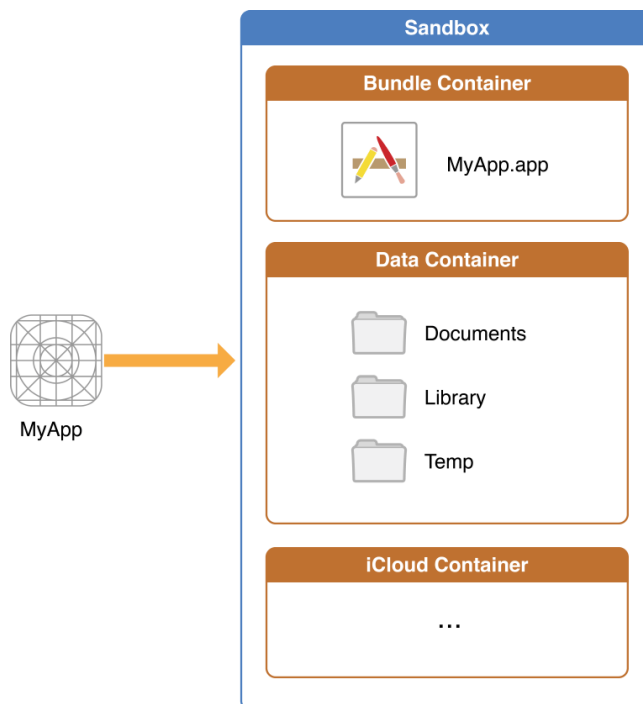 Sandbox
Bundle Container
MyApp.app
Data Container
Documents
Library
Temp
MyApp
iCloud Container
...